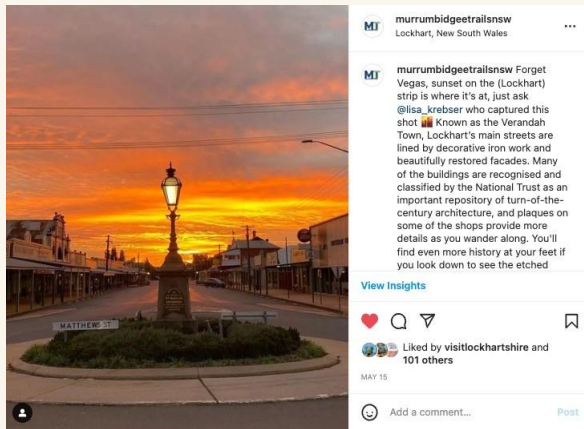 murrumbidgeetrailsnsw
Lockhart, New South Wales
murrumbidgeetrailsnsw Forget
Vegas, sunset on the (Lockhart)
strip is where it's at, just ask
@lisa_krebser who captured this
shot 🌇 Known as the Verandah
Town, Lockhart's main streets are
lined by decorative iron work and
beautifully restored facades. Many
of the buildings are recognised and
classified by the National Trust as an
important repository of turn-of-the-
century architecture, and plaques on
some of the shops provide more
details as you wander along. You'll
find even more history at your feet if
you look down to see the etched
View Insights
Liked by visitlockhartshire and
101 others
MAY 15
Add a comment...
Post
MATTHEWS ST
MT
MT